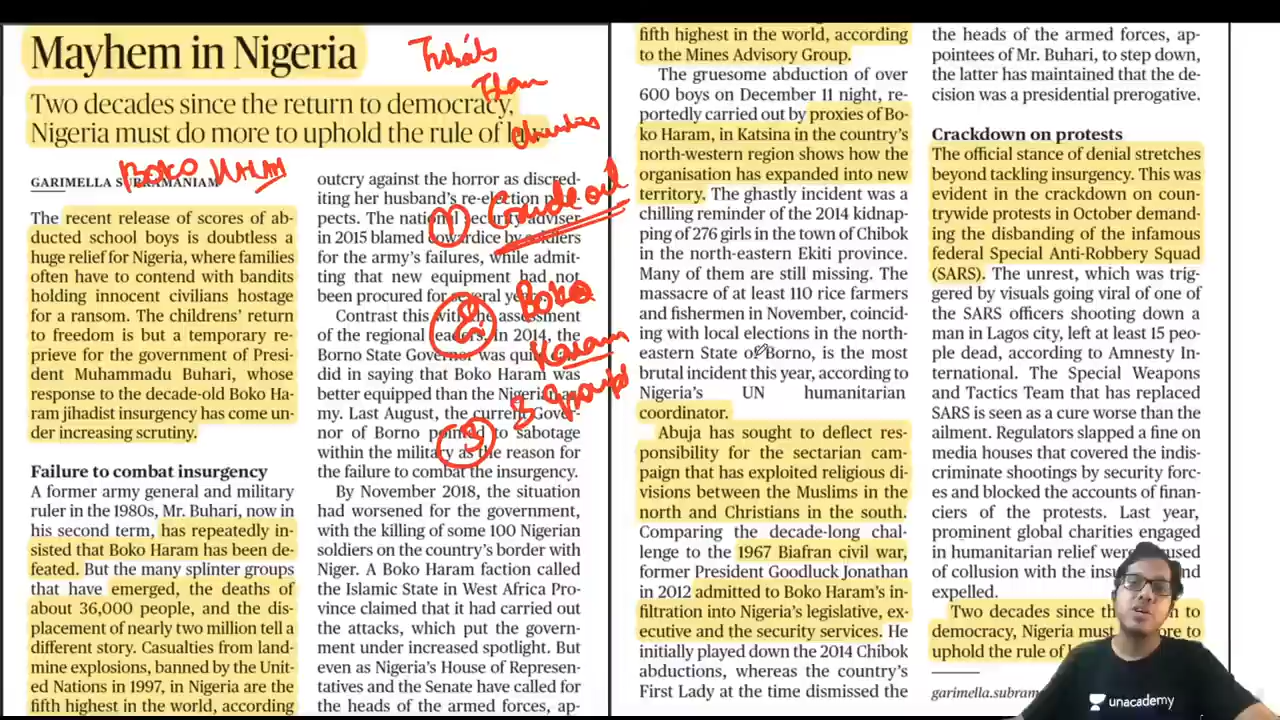 Mayhem in Nigeria
Two decades since the return to democracy,
Nigeria must do more to uphold the rule of law
Boko Haram
GARIMELLA SUBRAMANIAM
The recent release of scores of ab-
ducted school boys is doubtless a
huge relief for Nigeria, where families
often have to contend with bandits
holding innocent civilians hostage
for a ransom. The childrens’ return
to freedom is but a temporary re-
prieve for the government of Presi-
dent Muhammadu Buhari, whose
response to the decade-old Boko Ha-
ram jihadist insurgency has come un-
der increasing scrutiny.
Failure to combat insurgency
A former army general and military
ruler in the 1980s, Mr. Buhari, now in
his second term, has repeatedly in-
sisted that Boko Haram has been de-
feated. But the many splinter groups
that have emerged, the deaths of
about 36,000 people, and the dis-
placement of nearly two million tell a
different story. Casualties from land-
mine explosions, banned by the Unit-
ed Nations in 1997, in Nigeria are the
fifth highest in the world, according
outcry against the horror as discred-
iting her husband’s re-election
pects. The national security adviser
in 2015 blamed cowardice by soldiers
for the army’s failures, while admit-
ting that new equipment had not
been procured for several years.
Contrast this with the assessment
of the regional leaders. In 2014, the
Borno State Governor was quite
did in saying that Boko Haram was
better equipped than the Nigerian
my. Last August, the current Gover-
nor of Borno pointed to sabotage
within the military as the reason for
the failure to combat the insurgency.
By November 2018, the situation
had worsened for the government,
with the killing of some 100 Nigerian
soldiers on the country’s border with
Niger. A Boko Haram faction called
the Islamic State in West Africa Pro-
vince claimed that it had carried out
the attacks, which put the govern-
ment under increased spotlight. But
even as Nigeria’s House of Represen-
tatives and the Senate have called for
the heads of the armed forces, ap-
① Crude oil
② Boko
Haram
③ 3 groups
fifth highest in the world, according
to the Mines Advisory Group.
The gruesome abduction of over
600 boys on December 11 night, re-
portedly carried out by proxies of Bo-
ko Haram, in Katsina in the country’s
north-western region shows how the
organisation has expanded into new
territory. The ghastly incident was a
chilling reminder of the 2014 kidnap-
ping of 276 girls in the town of Chibok
in the north-eastern Ekiti province.
Many of them are still missing. The
massacre of at least 110 rice farmers
and fishermen in November, coincid-
ing with local elections in the north-
eastern State of Borno, is the most
brutal incident this year, according to
Nigeria’s UN humanitarian
coordinator.
Abuja has sought to deflect res-
ponsibility for the sectarian cam-
paign that has exploited religious di-
visions between the Muslims in the
north and Christians in the south.
Comparing the decade-long chal-
lenge to the 1967 Biafran civil war,
former President Goodluck Jonathan
in 2012 admitted to Boko Haram’s in-
filtration into Nigeria’s legislative, ex-
ecutive and the security services. He
initially played down the 2014 Chibok
abductions, whereas the country’s
First Lady at the time dismissed the
the heads of the armed forces, ap-
pointees of Mr. Buhari, to step down,
the latter has maintained that the de-
cision was a presidential prerogative.
Crackdown on protests
The official stance of denial stretches
beyond tackling insurgency. This was
evident in the crackdown on coun-
trywide protests in October demand-
ing the disbanding of the infamous
federal Special Anti-Robbery Squad
(SARS). The unrest, which was trig-
gered by visuals going viral of one of
the SARS officers shooting down a
man in Lagos city, left at least 15 peo-
ple dead, according to Amnesty In-
ternational. The Special Weapons
and Tactics Team that has replaced
SARS is seen as a cure worse than the
ailment. Regulators slapped a fine on
media houses that covered the indis-
criminate shootings by security forc-
es and blocked the accounts of finan-
ciers of the protests. Last year,
prominent global charities engaged
in humanitarian relief were
of collusion with the
expelled.
Two decades since
democracy, Nigeria must
uphold the rule of
garimella.subram
unacademy